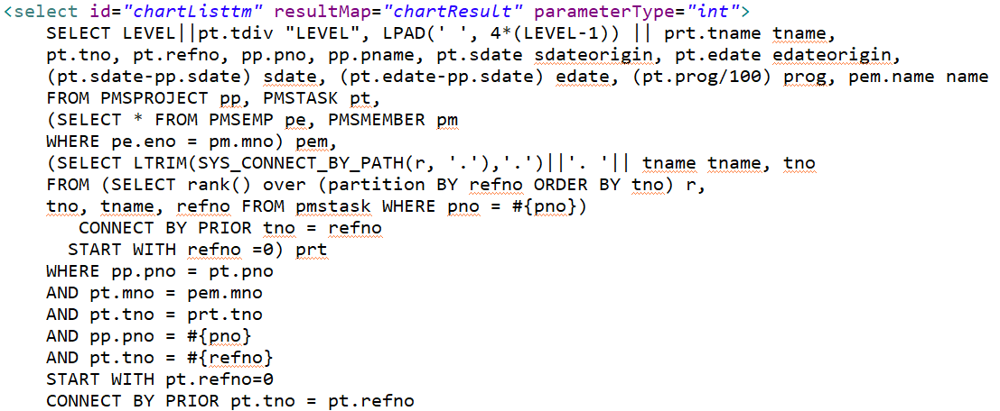 <select id="chartListtm" resultMap="chartResult" parameterType="int">
SELECT LEVEL||pt.tdiv "LEVEL", LPAD(' ', 4*(LEVEL-1)) || prt.tname tname,
pt.tno, pt.refno, pp.pno, pp.pname, pt.sdate sdateorigin, pt.edate edateorigin,
(pt.sdate-pp.sdate) sdate, (pt.edate-pp.sdate) edate, (pt.prog/100) prog, pem.name name
FROM PMSPROJECT pp, PMSTASK pt,
(SELECT * FROM PMSEMP pe, PMSMEMBER pm
WHERE pe.eno = pm.mno) pem,
(SELECT LTRIM(SYS_CONNECT_BY_PATH(r, '.'),'.')||'. '|| tname tname, tno
FROM (SELECT rank() over (partition BY refno ORDER BY tno) r,
tno, tname, refno FROM pmstask WHERE pno = #{pno})
CONNECT BY PRIOR tno = refno
START WITH refno =0) prt
WHERE pp.pno = pt.pno
AND pt.mno = pem.mno
AND pt.tno = prt.tno
AND pp.pno = #{pno}
AND pt.tno = #{refno}
START WITH pt.refno=0
CONNECT BY PRIOR pt.tno = pt.refno